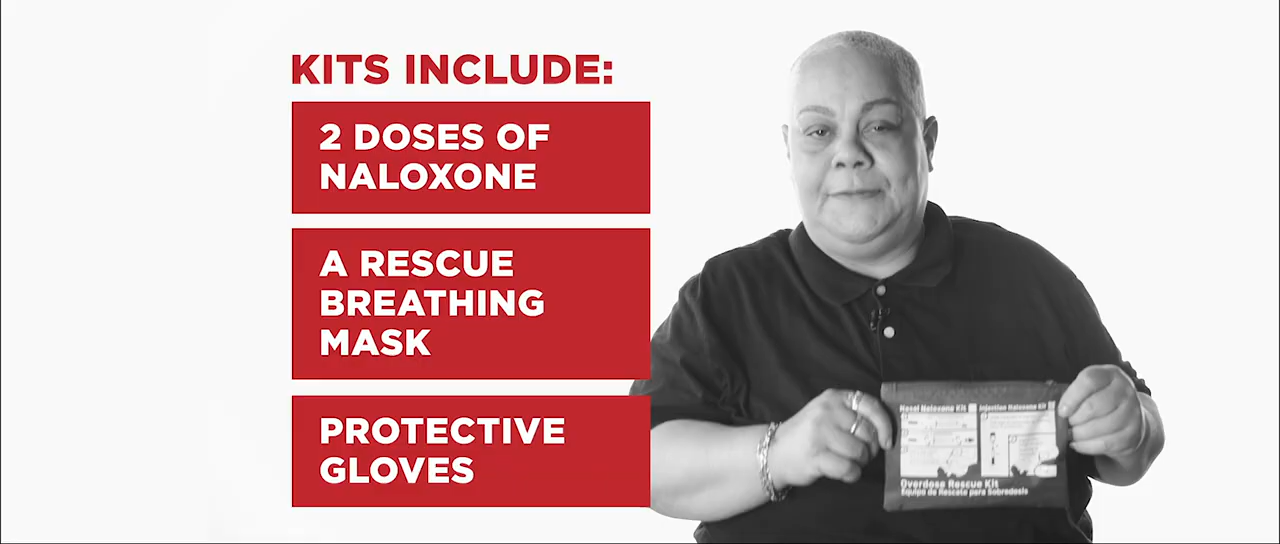 KITS INCLUDE:
2 DOSES OF
NALOXONE
A RESCUE
BREATHING
MASK
PROTECTIVE
GLOVES
Nasal Naloxone Kit
Injection Naloxone Kit
Overdose Rescue Kit
Equipo de Rescate para Sobredosis